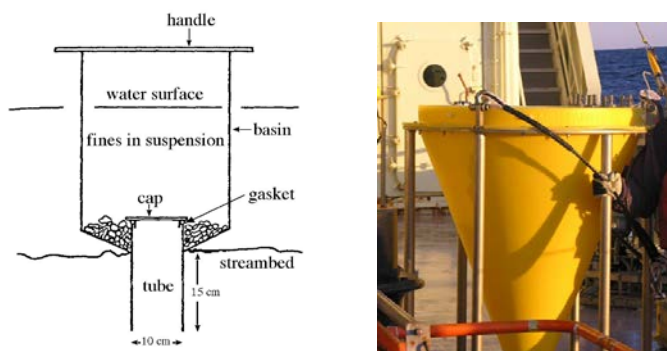 handle
water surface
fines in suspension
basin
cap
gasket
streambed
tube
15 cm
10 cm